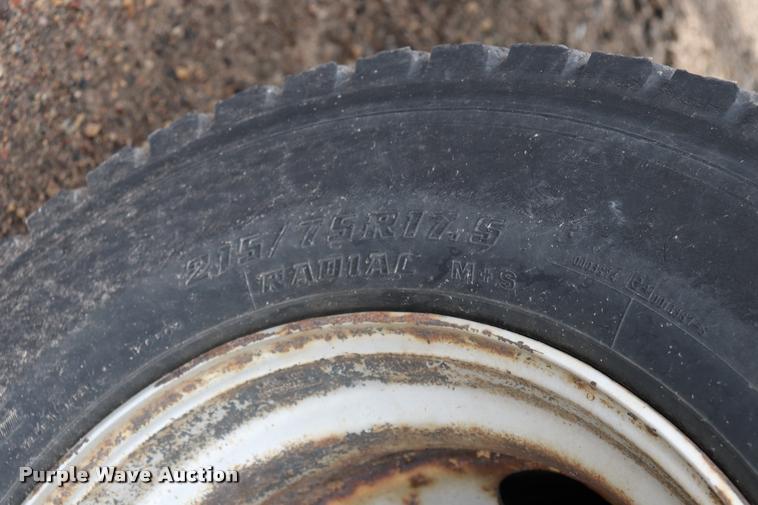 215/75R17.5
RADIAL M+S
Purple Wave Auction